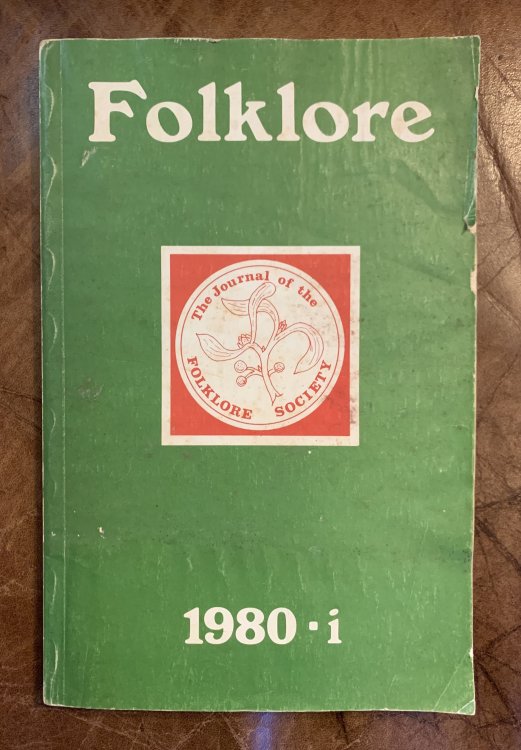 Folklore
The Journal of the
FOLKLORE SOCIETY
1980·i